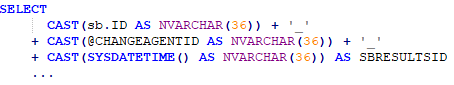 SELECT
CAST(sb.ID AS NVARCHAR(36)) + '_'
+ CAST(@CHANGEAGENTID AS NVARCHAR(36)) + '_'
+ CAST(SYSDATETIME() AS NVARCHAR(36)) AS SBRESULTSID
...